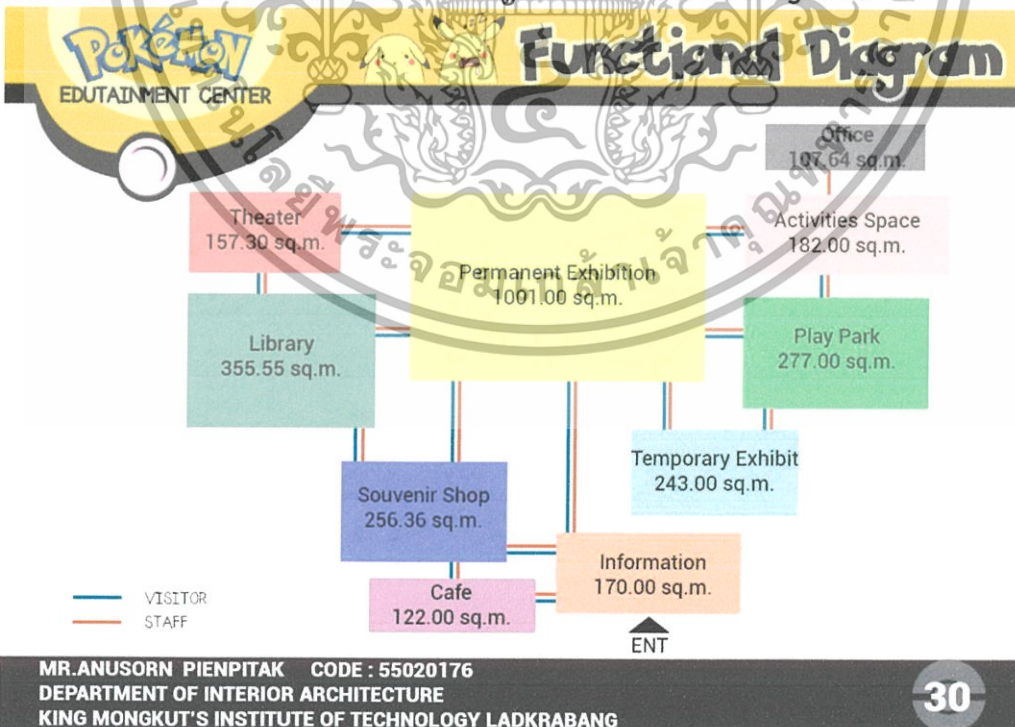 POKéMON
EDUTAINMENT CENTER
Functional Diagram
Office
107.64 sq.m.
Theater
157.30 sq.m.
Activities Space
182.00 sq.m.
Permanent Exhibition
1001.00 sq.m.
Library
355.55 sq.m.
Play Park
277.00 sq.m.
Temporary Exhibit
243.00 sq.m.
Souvenir Shop
256.36 sq.m.
Information
170.00 sq.m.
Cafe
122.00 sq.m.
ENT
VISITOR
STAFF
MR.ANUSORN PIENPITAK CODE : 55020176
DEPARTMENT OF INTERIOR ARCHITECTURE
KING MONGKUT'S INSTITUTE OF TECHNOLOGY LADKRABANG
30